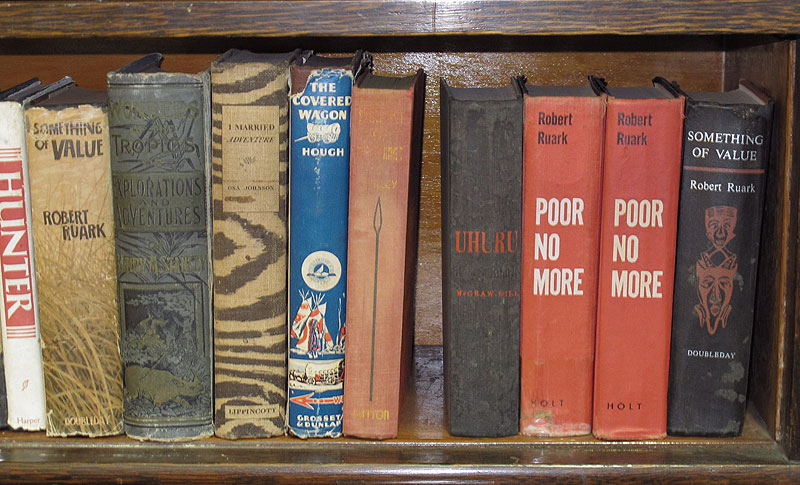 HUNTER
Harper
SOMETHING
OF VALUE
ROBERT
RUARK
DOUBLEDAY
TROPICS
EXPLORATIONS
AND
ADVENTURES
I MARRIED
ADVENTURE
OSA JOHNSON
LIPPINCOTT
THE
COVERED
WAGON
HOUGH
GROSSET
& DUNLAP
DUTTON
UHURU
McGRAW-HILL
Robert
Ruark
POOR
NO
MORE
HOLT
Robert
Ruark
POOR
NO
MORE
HOLT
SOMETHING
OF VALUE
Robert Ruark
DOUBLEDAY